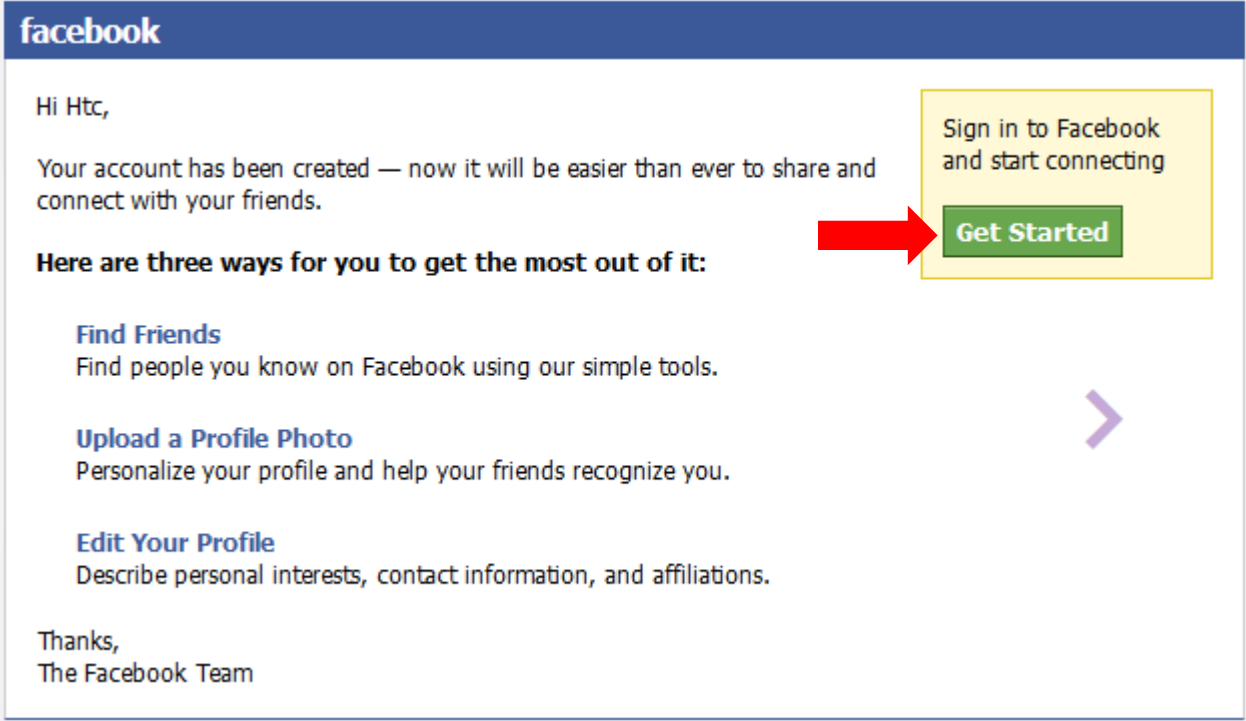 facebook
Hi Htc,
Your account has been created — now it will be easier than ever to share and
connect with your friends.
Here are three ways for you to get the most out of it:
Find Friends
Find people you know on Facebook using our simple tools.
Upload a Profile Photo
Personalize your profile and help your friends recognize you.
Edit Your Profile
Describe personal interests, contact information, and affiliations.
Thanks,
The Facebook Team
Sign in to Facebook
and start connecting
Get Started